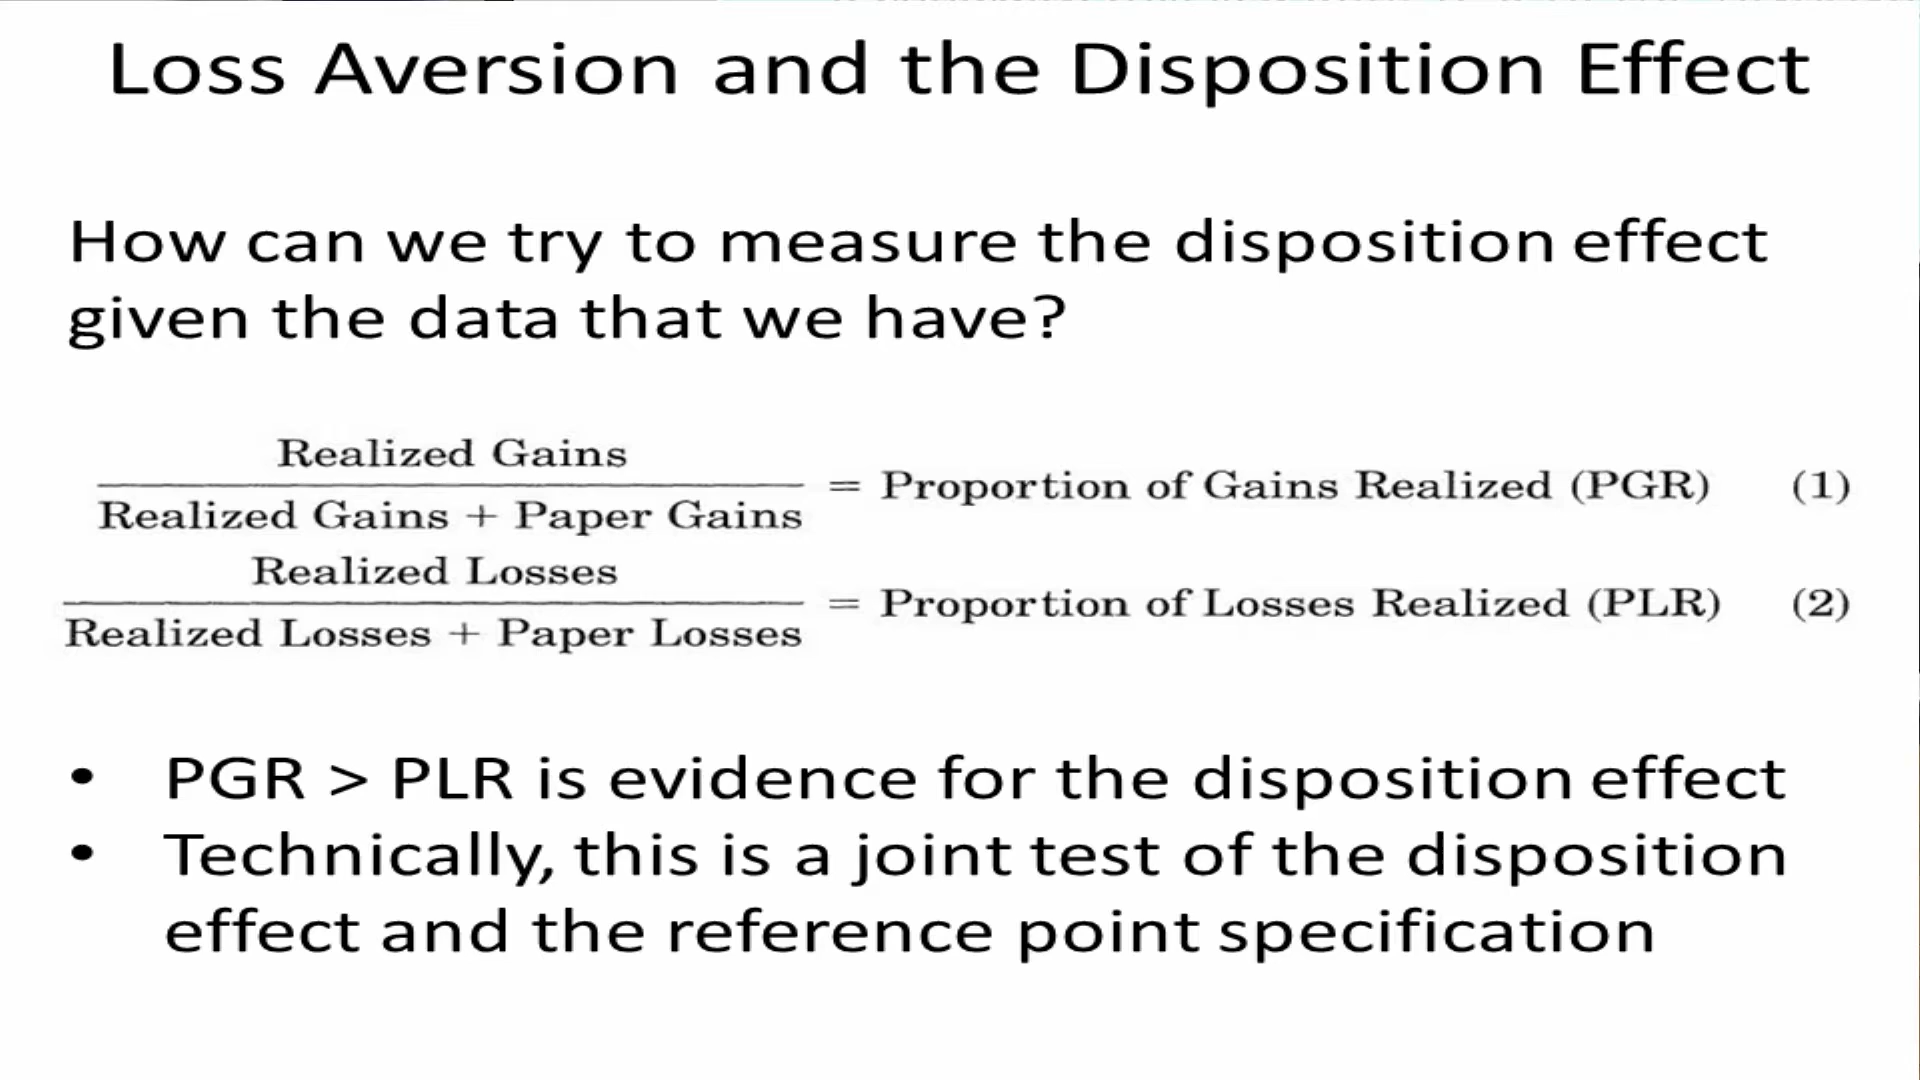 Loss Aversion and the Disposition Effect
How can we try to measure the disposition effect
given the data that we have?
Realized Gains
Realized Gains + Paper Gains
= Proportion of Gains Realized (PGR) (1)
Realized Losses
Realized Losses + Paper Losses
= Proportion of Losses Realized (PLR) (2)
• PGR > PLR is evidence for the disposition effect
• Technically, this is a joint test of the disposition
effect and the reference point specification